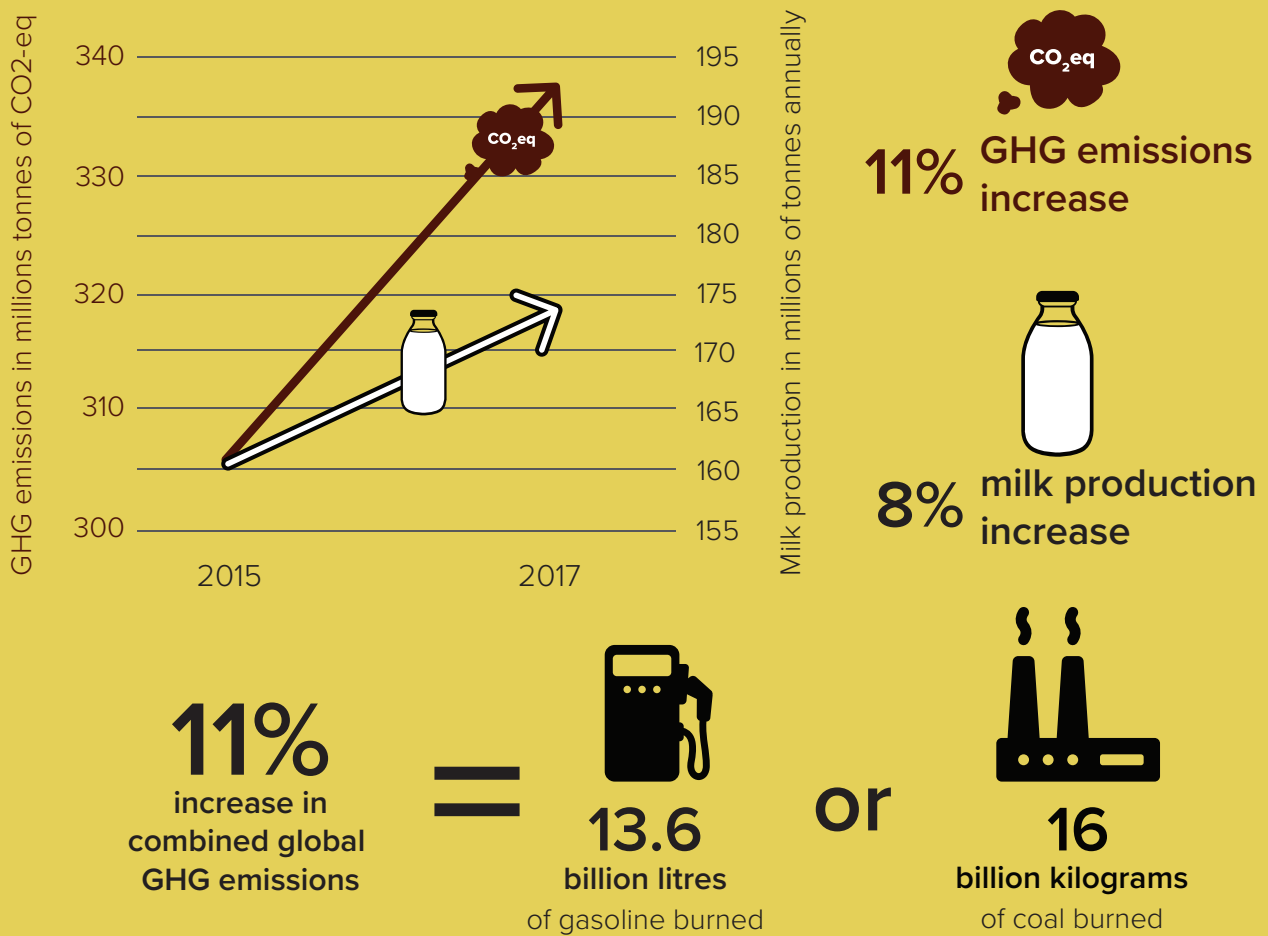 GHG emissions in millions tonnes of CO2-eq
340
330
320
310
300
2015
2017
CO₂eq
195
190
185
180
175
170
165
160
155
Milk production in millions of tonnes annually
CO₂eq
11%
GHG emissions
increase
8%
milk production
increase
11%
increase in
combined global
GHG emissions
=
13.6
billion litres
of gasoline burned
or
16
billion kilograms
of coal burned